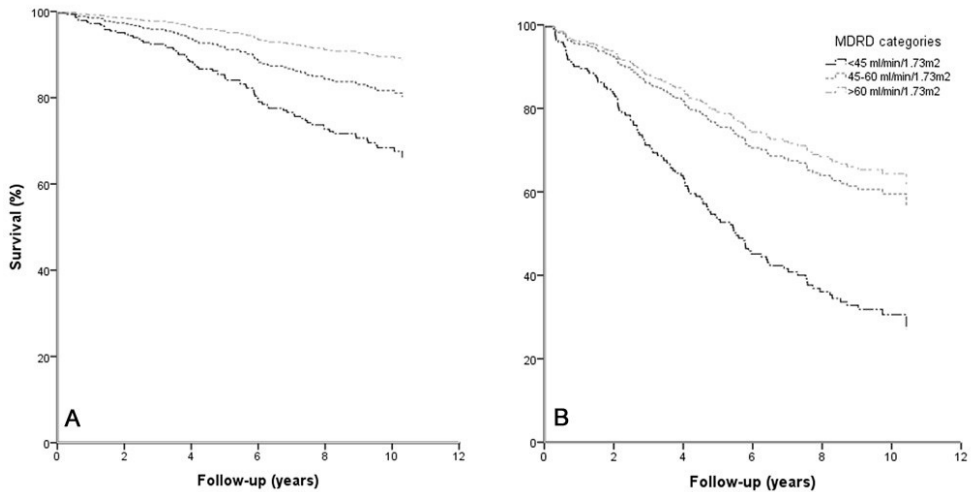 100
80
60
40
20
0
Survival (%)
0 2 4 6 8 10 12
Follow-up (years)
A
100
80
60
40
20
0
0 2 4 6 8 10 12
Follow-up (years)
B
MDRD categories
<45 ml/min/1.73m2
45-60 ml/min/1.73m2
>60 ml/min/1.73m2